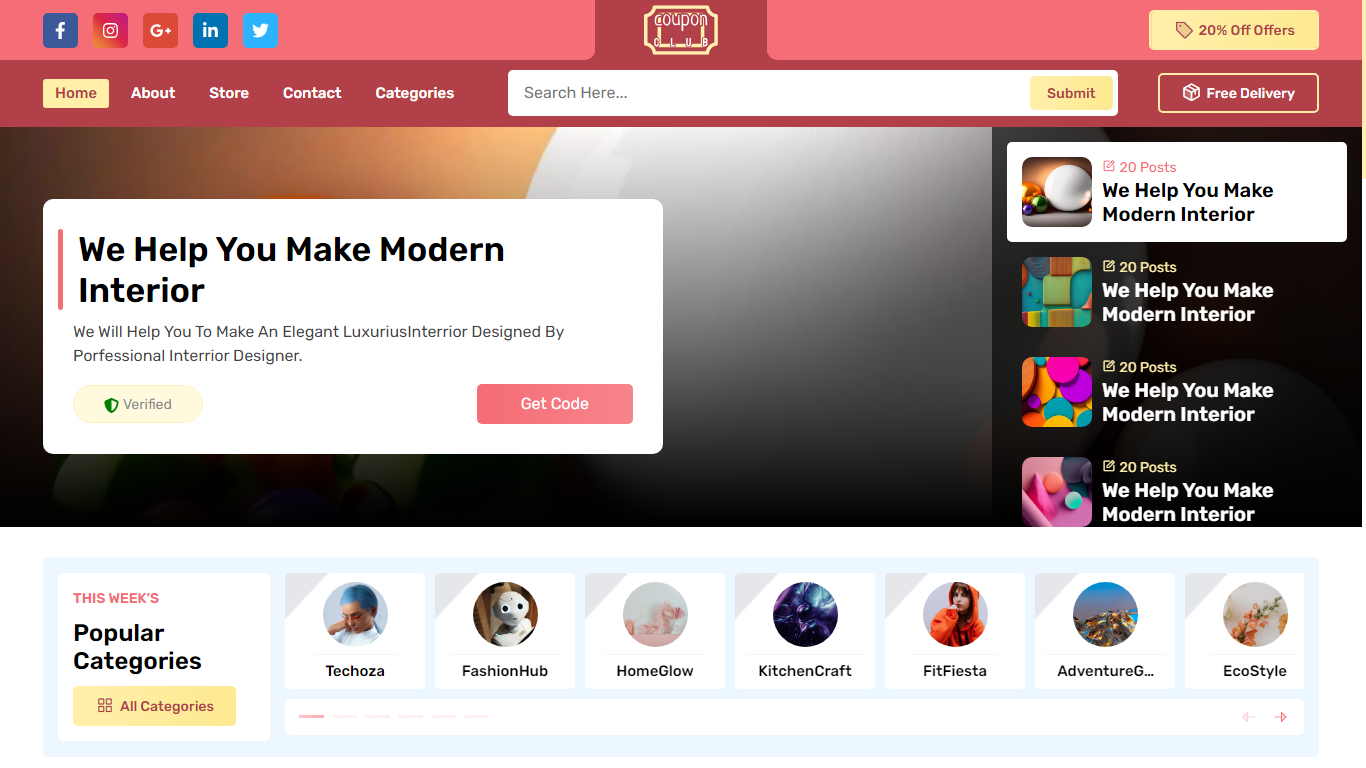 coupon
CLUB
20% Off Offers
Home
About
Store
Contact
Categories
Search Here...
Submit
Free Delivery
We Help You Make Modern
Interior
We Will Help You To Make An Elegant LuxuriusInterrior Designed By
Porfessional Interrior Designer.
Verified
Get Code
20 Posts
We Help You Make
Modern Interior
20 Posts
We Help You Make
Modern Interior
20 Posts
We Help You Make
Modern Interior
20 Posts
We Help You Make
Modern Interior
THIS WEEK'S
Popular
Categories
All Categories
Techoza
FashionHub
HomeGlow
KitchenCraft
FitFiesta
AdventureG...
EcoStyle